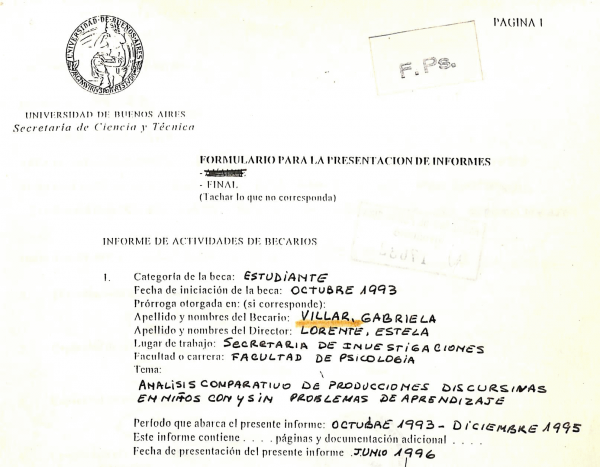 PAGINA 1
UNIVERSIDAD DE BUENOS AIRES
F. Ps.
UNIVERSIDAD DE BUENOS AIRES
Secretaría de Ciencia y Técnica
FORMULARIO PARA LA PRESENTACION DE INFORMES
- FINAL
(Tachar lo que no corresponda)
INFORME DE ACTIVIDADES DE BECARIOS
1. Categoría de la beca: ESTUDIANTE
Fecha de iniciación de la beca: OCTUBRE 1993
Prórroga otorgada en: (si corresponde):
Apellido y nombres del Becario: VILLAR, GABRIELA
Apellido y nombres del Director: LORENTE, ESTELA
Lugar de trabajo: SECRETARIA DE INVESTIGACIONES
Facultad o carrera: FACULTAD DE PSICOLOGÍA
Tema:
ANALISIS COMPARATIVO DE PRODUCCIONES DISCURSIVAS
EN NIÑOS CON Y SIN PROBLEMAS DE APRENDIZAJE
Período que abarca el presente informe: OCTUBRE 1993 - DICIEMBRE 1995
Este informe contiene . . . . páginas y documentación adicional . . . .
Fecha de presentación del presente informe . JUNIO 1996